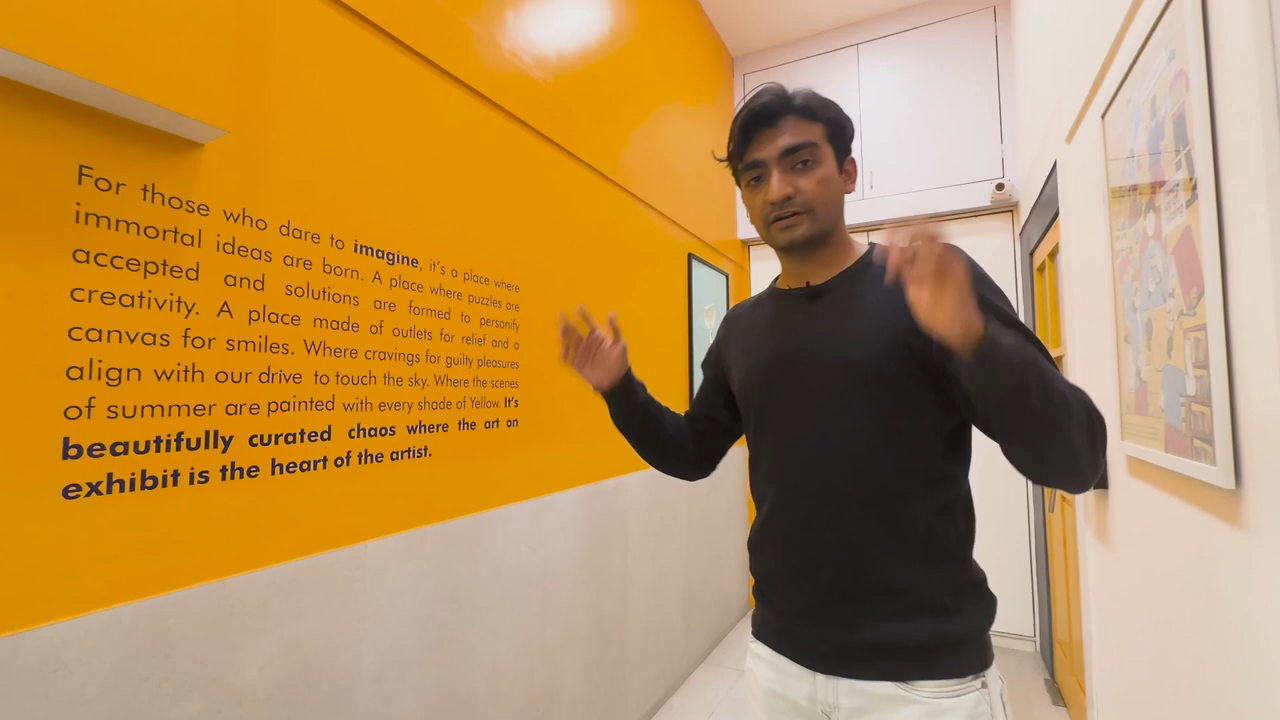 For those who dare to imagine, it's a place where
immortal ideas are born. A place where puzzles are
accepted and solutions are formed to personify
creativity. A place made of outlets for relief and a
canvas for smiles. Where cravings for guilty pleasures
align with our drive to touch the sky. Where the scenes
of summer are painted with every shade of Yellow. It's
beautifully curated chaos where the art on
exhibit is the heart of the artist.